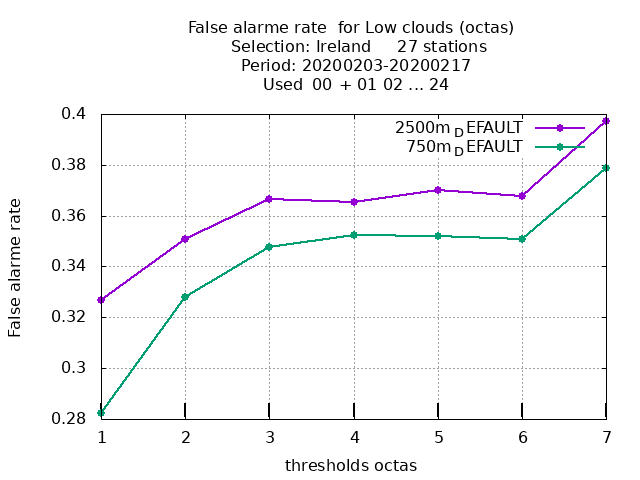 False alarme rate  for Low clouds (octas)
Selection: Ireland     27 stations
Period: 20200203-20200217
Used  00 + 01 02 ... 24
0.4
0.38
0.36
0.34
0.32
0.3
0.28
False alarme rate
2500m_DEFAULT
750m_DEFAULT
1 2 3 4 5 6 7
thresholds octas